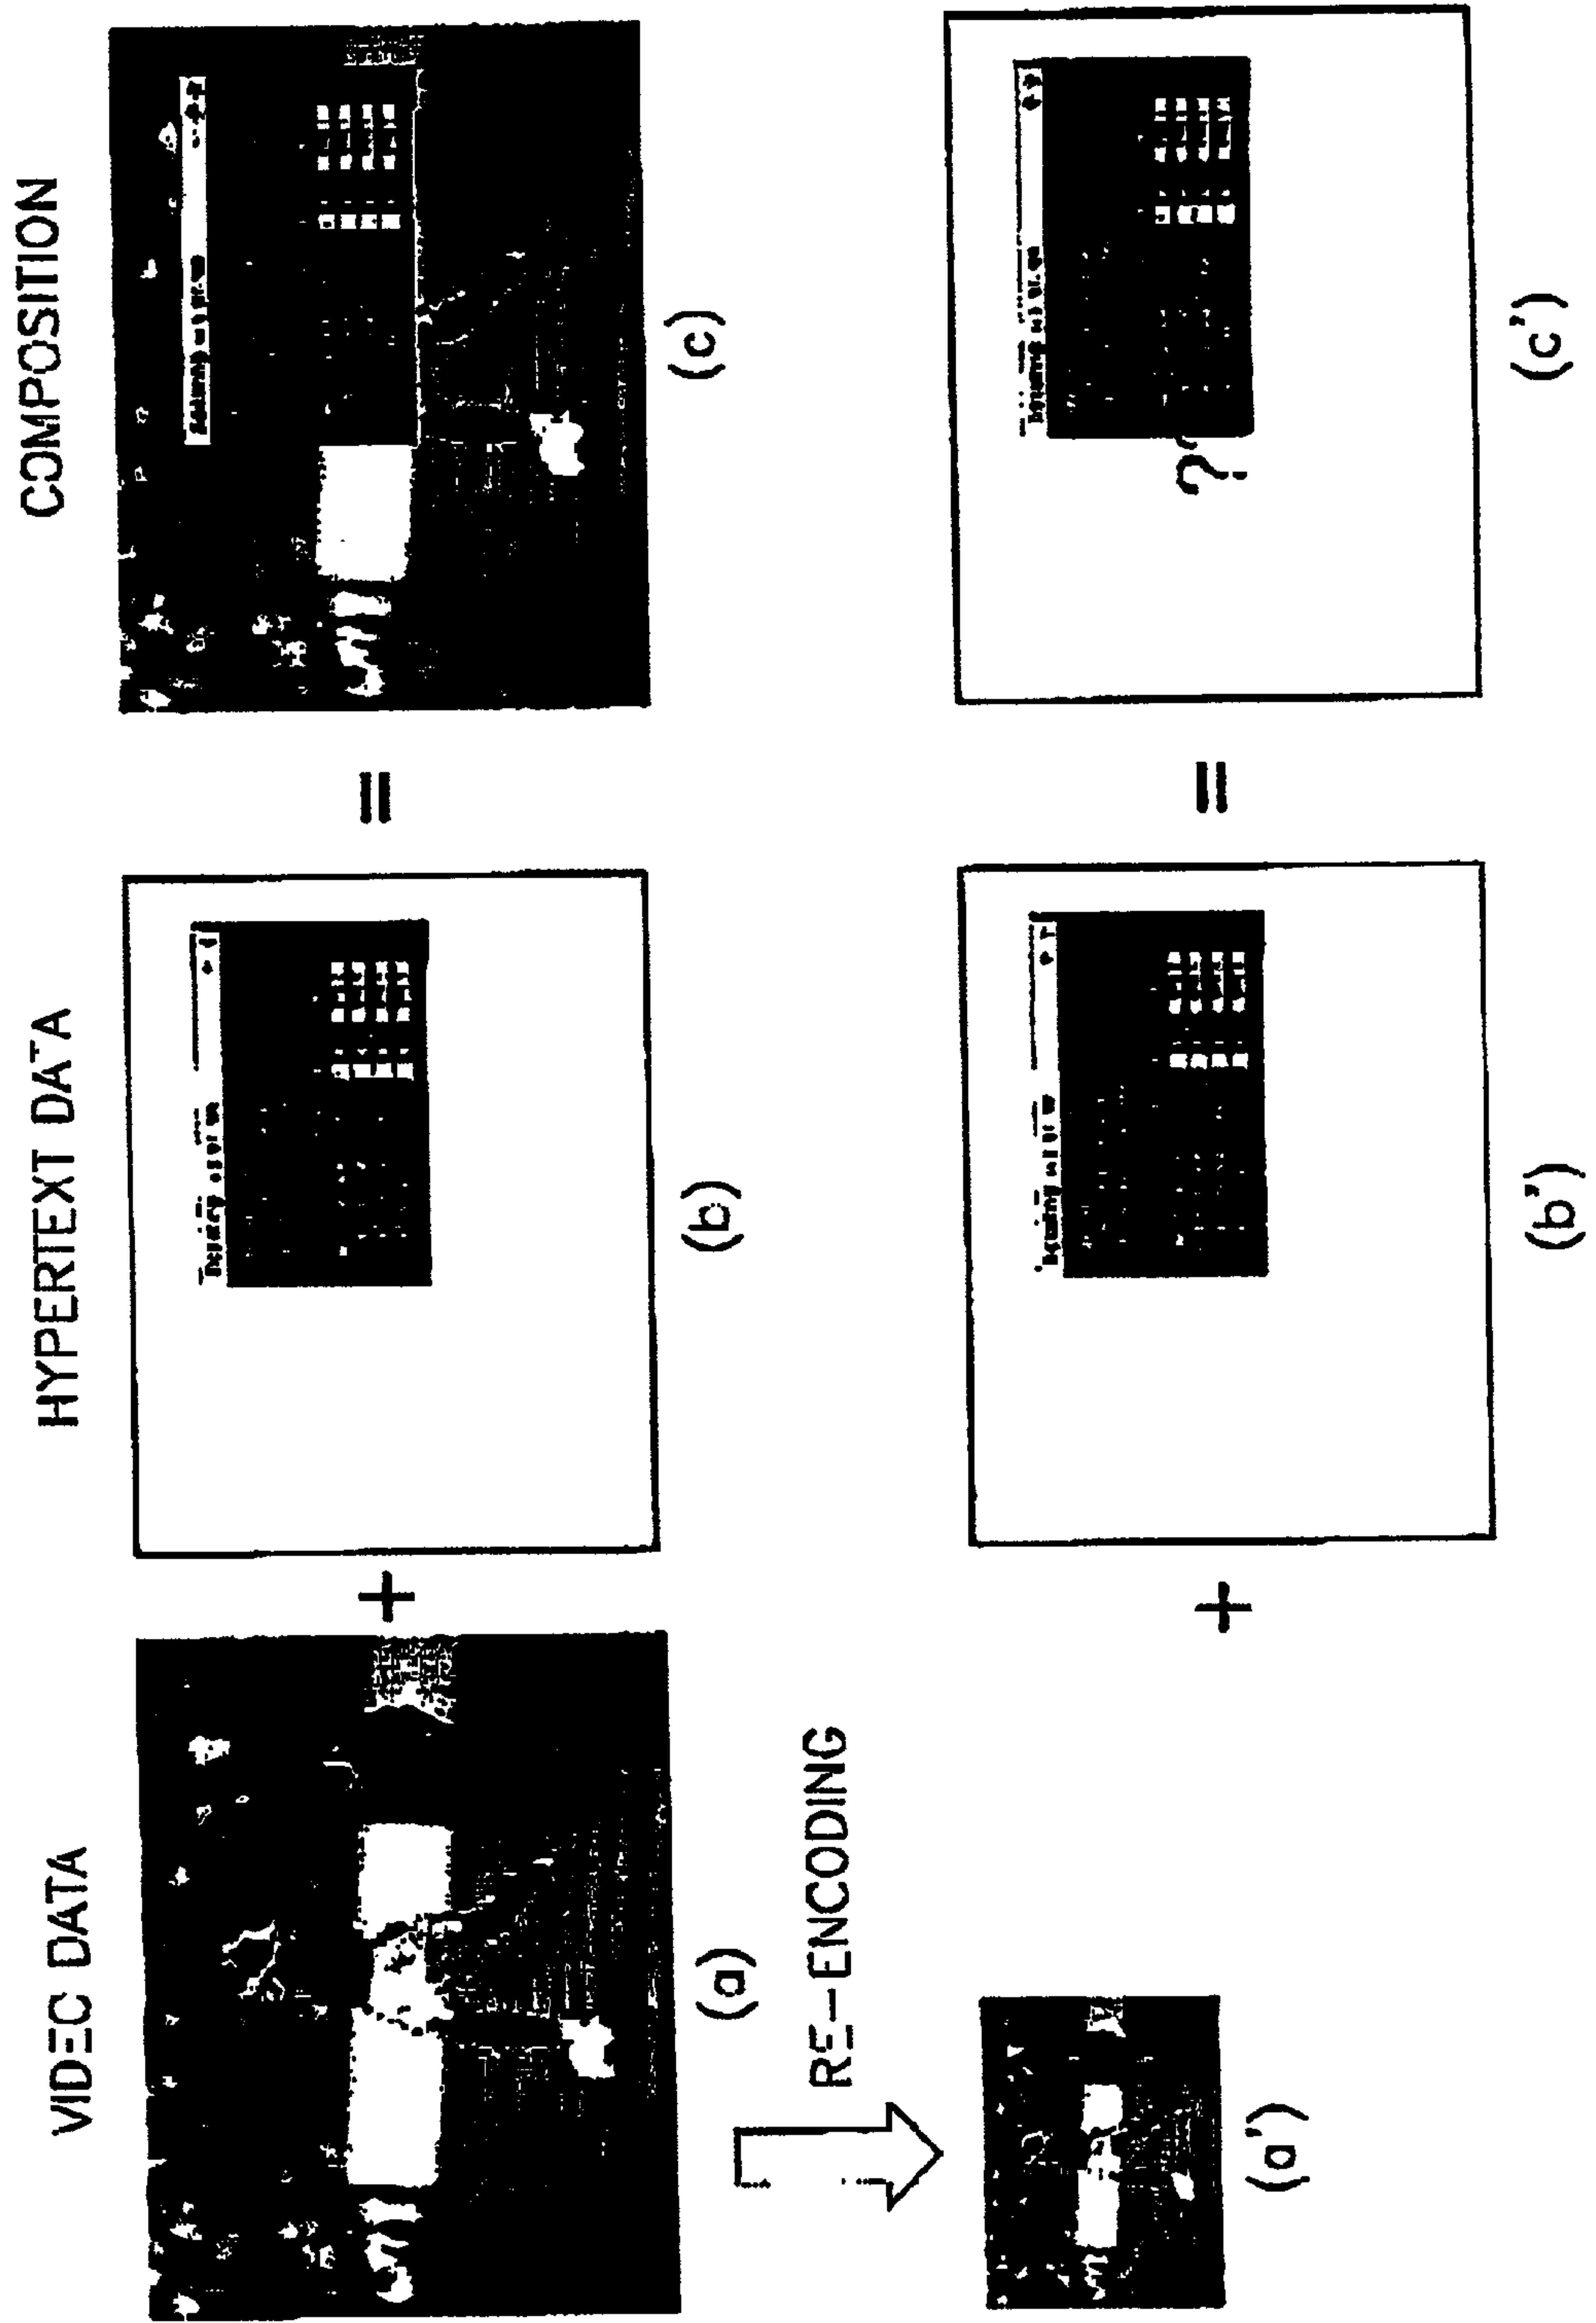 VIDEO DATA
HYPERTEXT DATA
COMPOSITION
+
=
(a)
(b)
(c)
RE-ENCODING
+
=
?
(a')
(b')
(c')